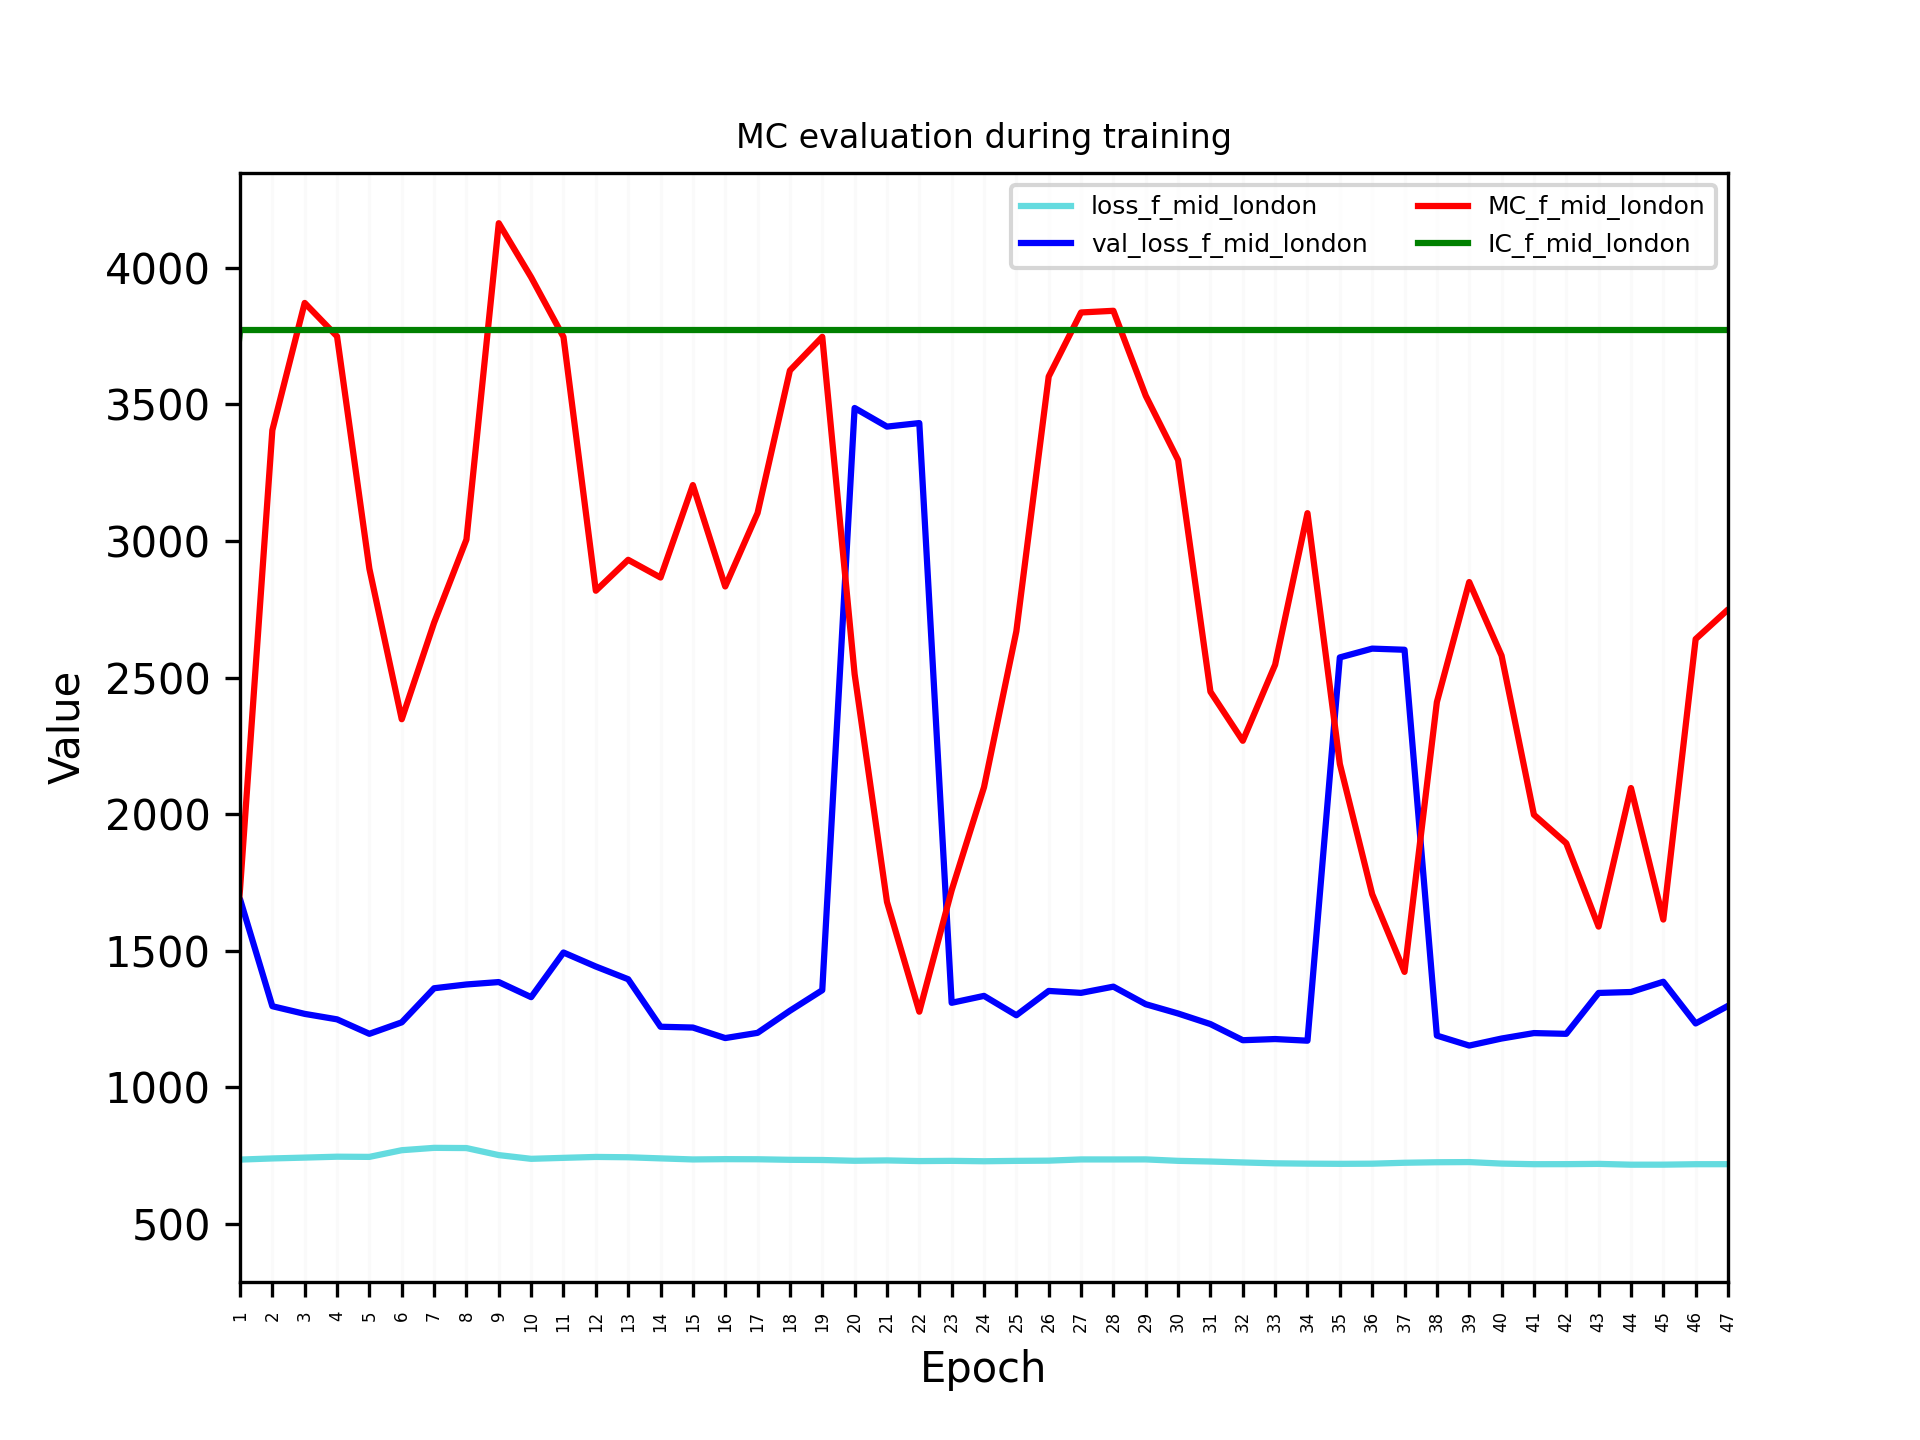 MC evaluation during training
loss_f_mid_london
val_loss_f_mid_london
MC_f_mid_london
IC_f_mid_london
Value
4000
3500
3000
2500
2000
1500
1000
500
1 2 3 4 5 6 7 8 9 10 11 12 13 14 15 16 17 18 19 20 21 22 23 24 25 26 27 28 29 30 31 32 33 34 35 36 37 38 39 40 41 42 43 44 45 46 47
Epoch